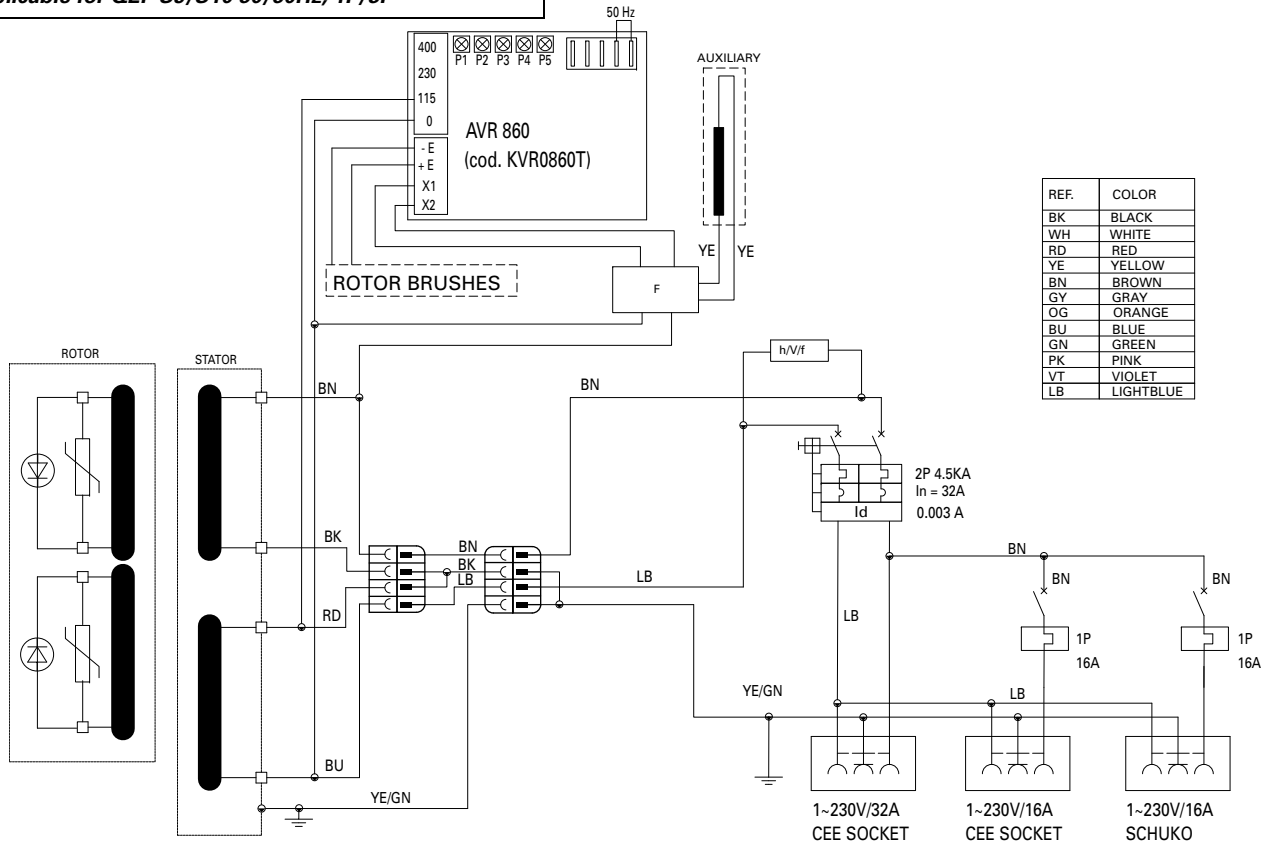 50 Hz
400
230
115
0
P1 P2 P3 P4 P5
AVR 860
(cod. KVR0860T)
- E
+ E
X1
X2
AUXILIARY
YE YE
ROTOR BRUSHES
F
REF. COLOR
BK BLACK
WH WHITE
RD RED
YE YELLOW
BN BROWN
GY GRAY
OG ORANGE
BU BLUE
GN GREEN
PK PINK
VT VIOLET
LB LIGHTBLUE
ROTOR
STATOR
h/V/f
BN
BN
2P 4.5KA
In = 32A
Id
0.003 A
BK
BN
BK
LB
LB
RD
BN
BN
BN
LB
1P
16A
1P
16A
YE/GN
LB
BU
YE/GN
1~230V/32A
CEE SOCKET
1~230V/16A
CEE SOCKET
1~230V/16A
SCHUKO